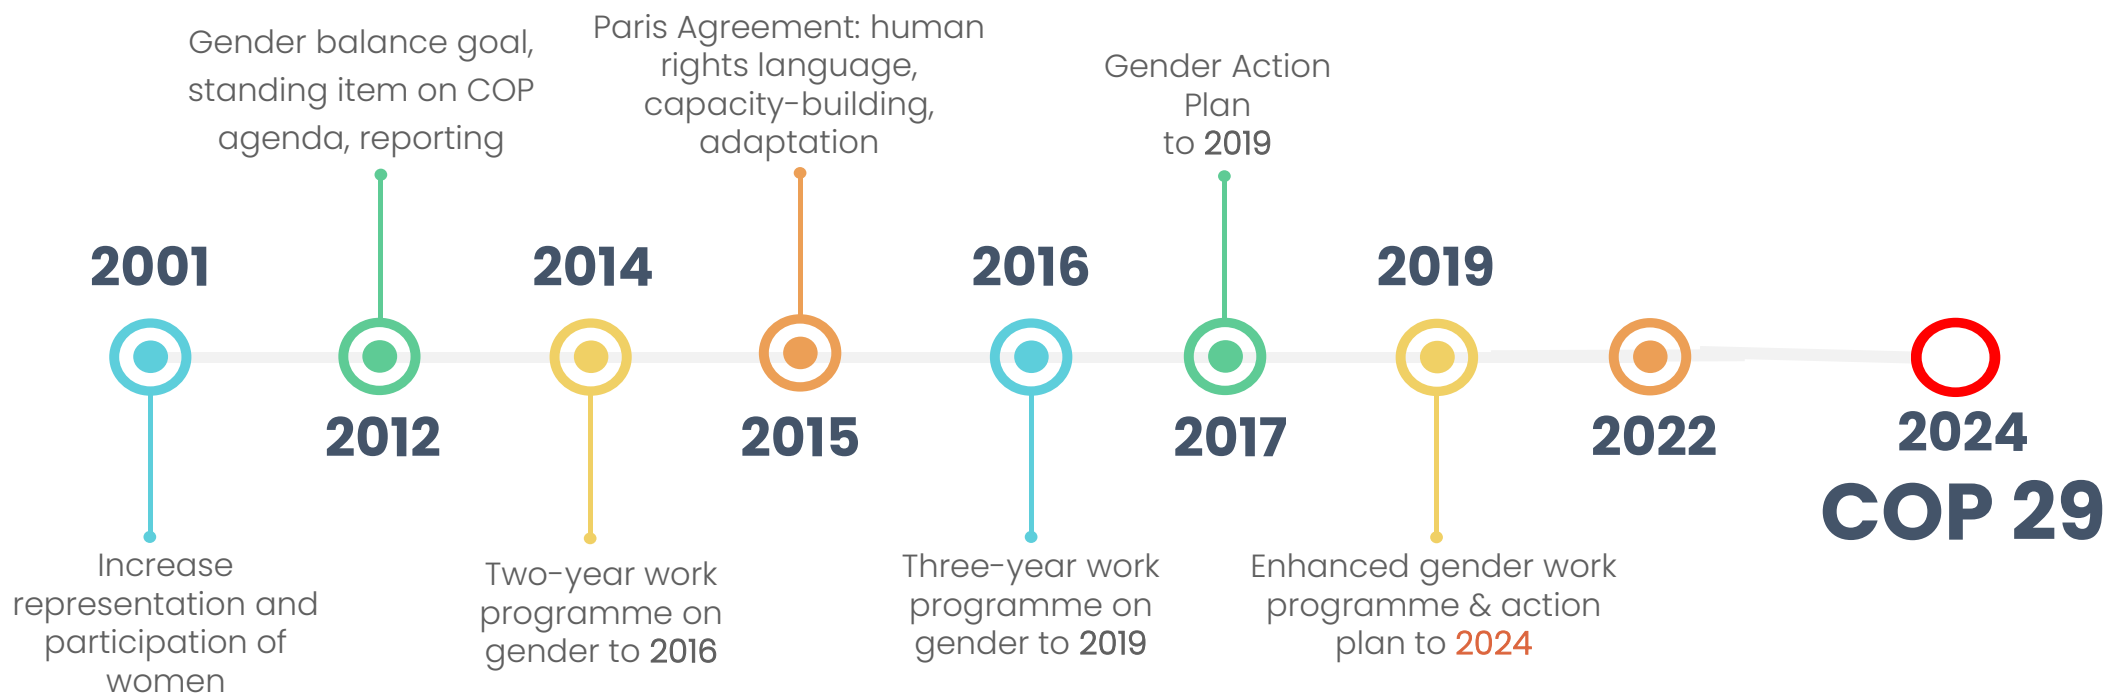 Gender balance goal,
standing item on COP
agenda, reporting
Paris Agreement: human
rights language,
capacity-building,
adaptation
Gender Action
Plan
to 2019
2001
2014
2016
2019
2012
2015
2017
2022
2024
COP 29
Increase
representation and
participation of
women
Two-year work
programme on
gender to 2016
Three-year work
programme on
gender to 2019
Enhanced gender work
programme & action
plan to 2024